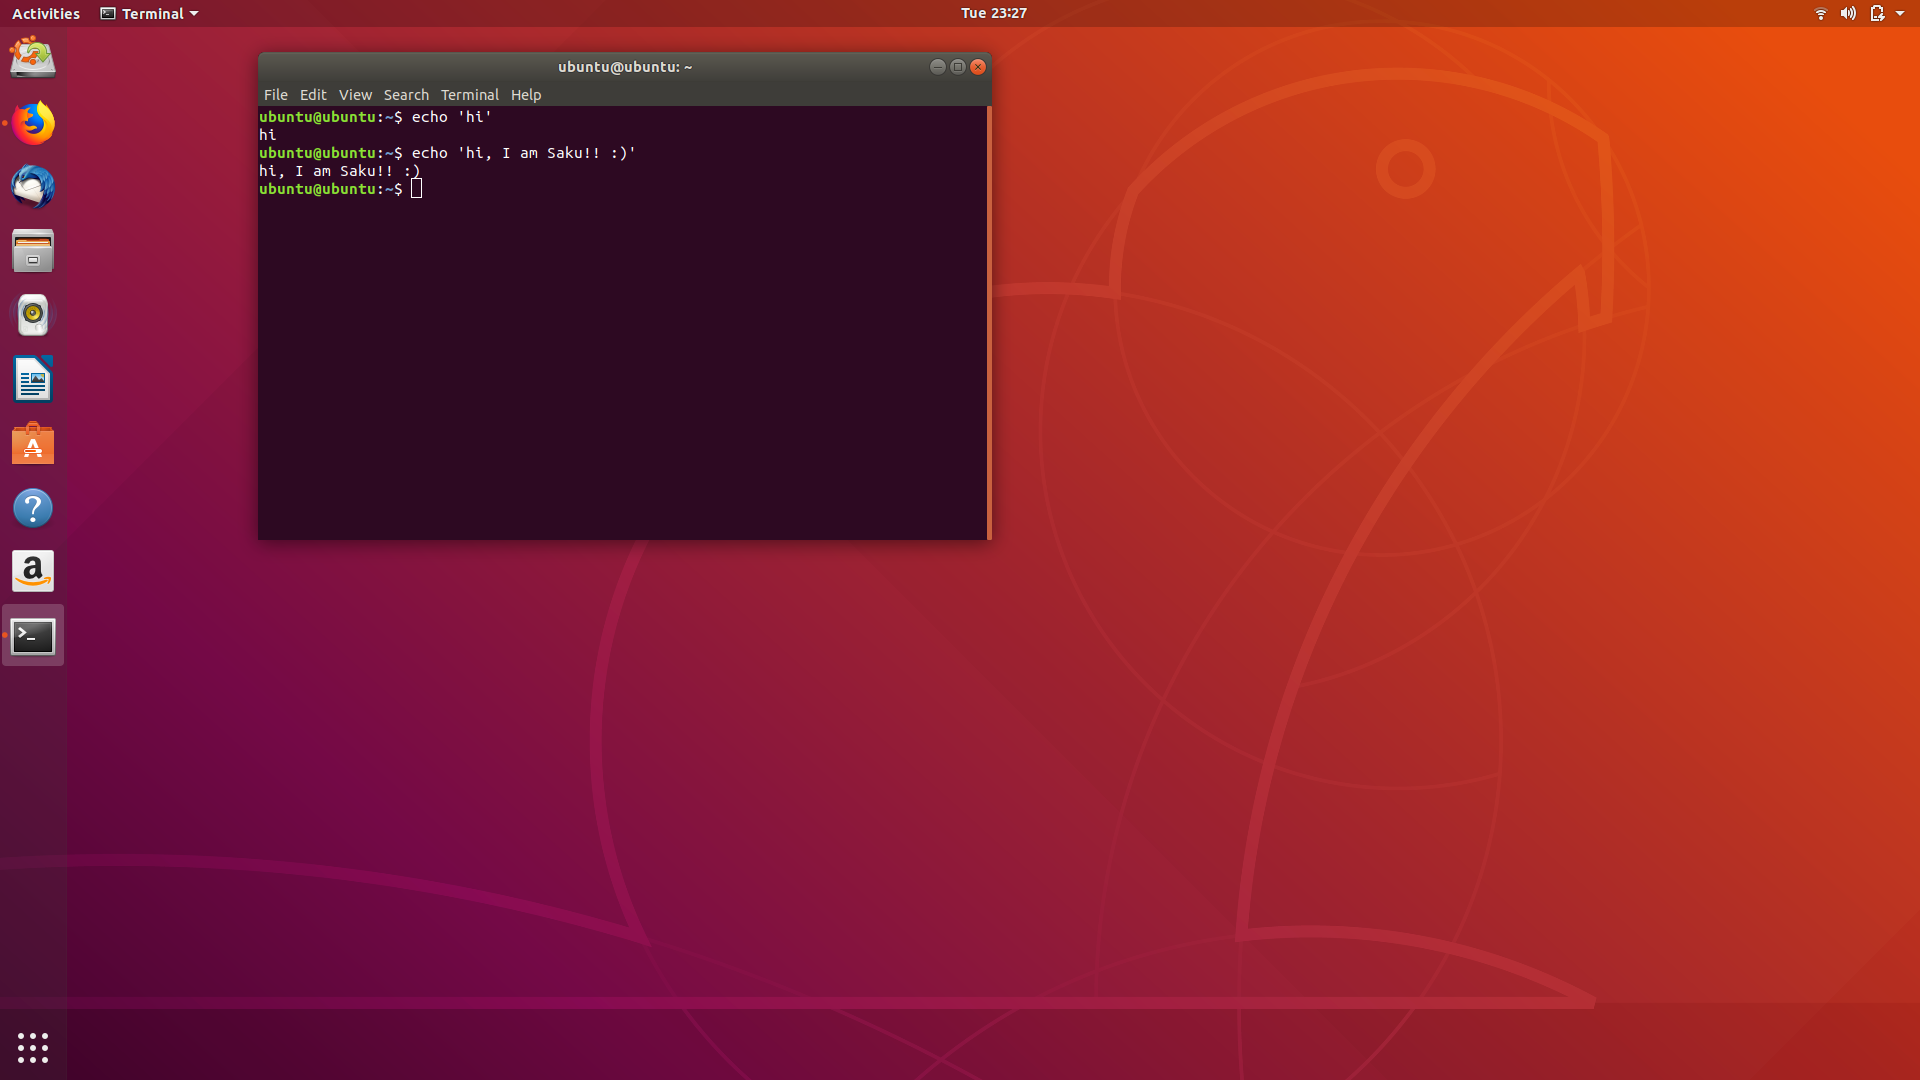 Activities Terminal Tue 23:27
ubuntu@ubuntu: ~
File Edit View Search Terminal Help
ubuntu@ubuntu:~$ echo 'hi'
hi
ubuntu@ubuntu:~$ echo 'hi, I am Saku!! :)'
hi, I am Saku!! :)
ubuntu@ubuntu:~$